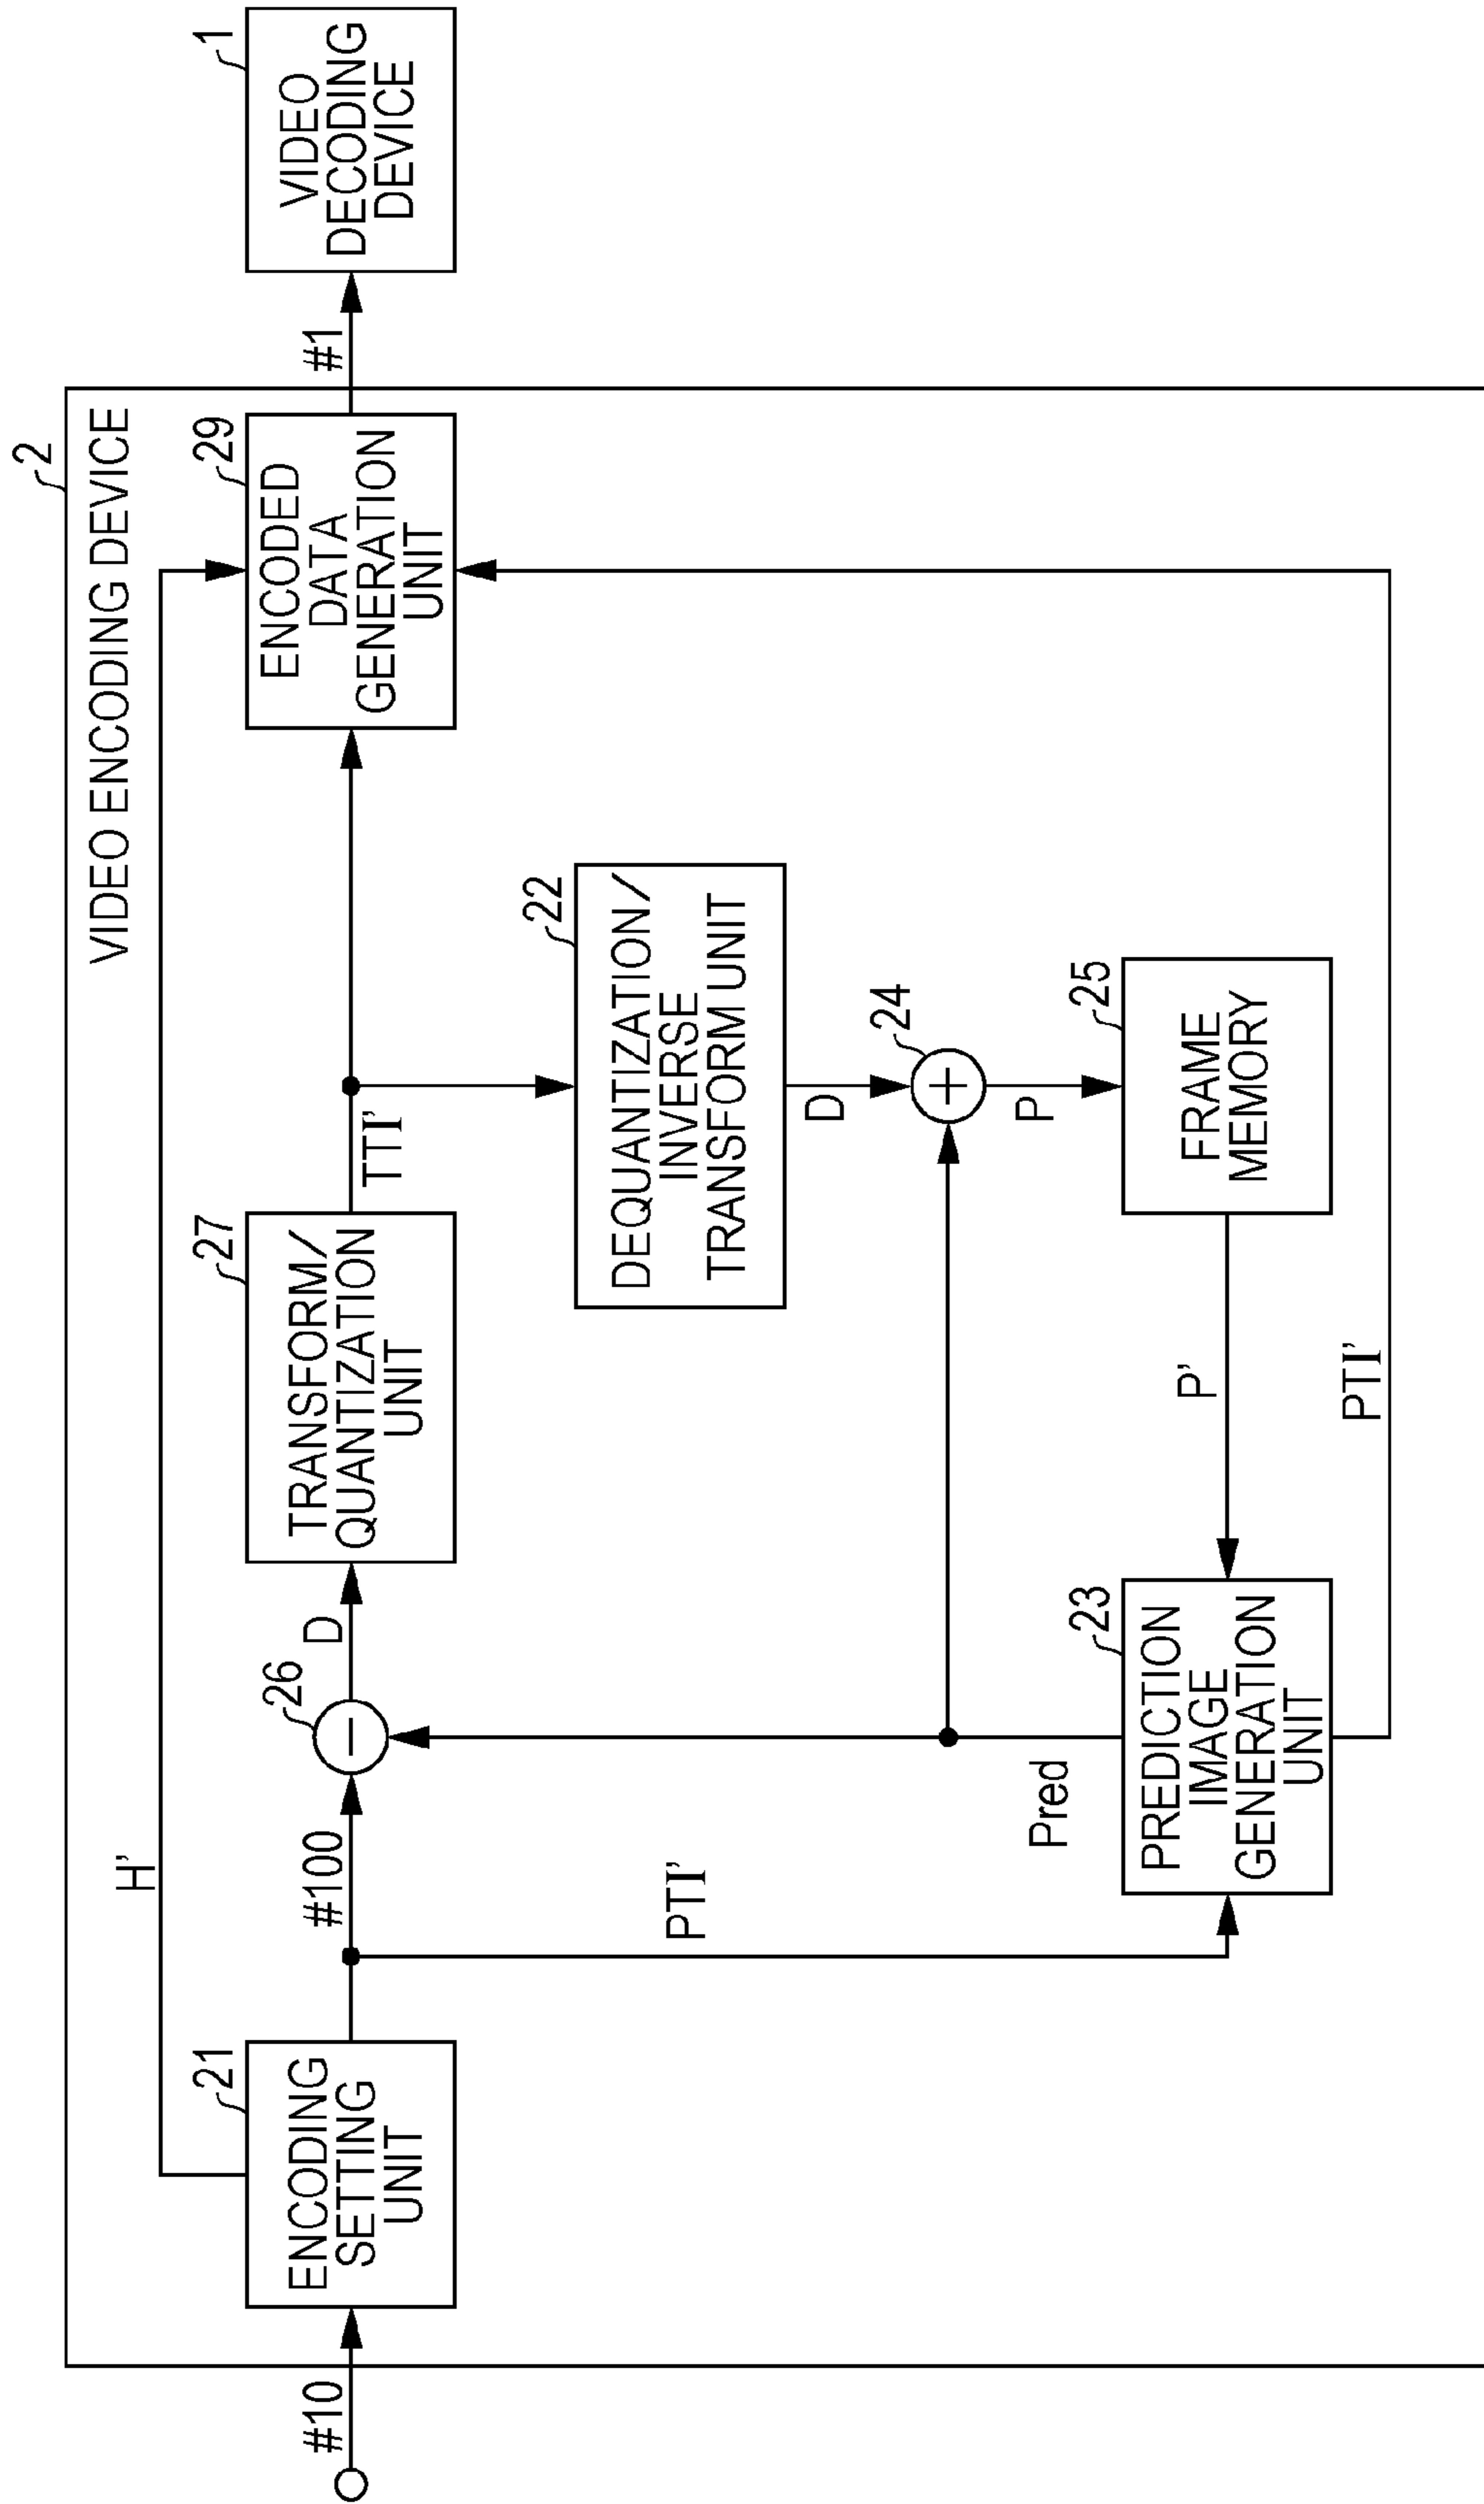 2
VIDEO ENCODING DEVICE
H'
#10
21
ENCODING
SETTING
UNIT
#100
26
D
27
TRANSFORM/
QUANTIZATION
UNIT
TTI'
29
ENCODED
DATA
GENERATION
UNIT
#1
1
VIDEO
DECODING
DEVICE
22
DEQUANTIZATION/
INVERSE
TRANSFORM UNIT
PTI'
D
24
+
P
Pred
23
PREDICTION
IMAGE
GENERATION
UNIT
P'
25
FRAME
MEMORY
PTI'